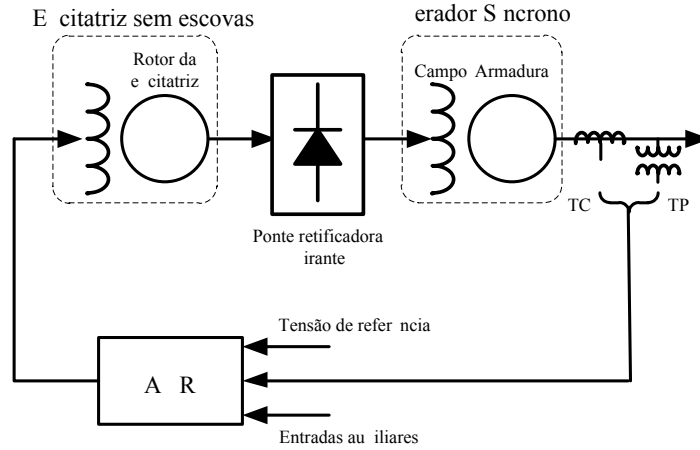 E citatriz sem escovas
erador S ncrono
Rotor da
e citatriz
Campo Armadura
TC TP
Ponte retificadora
irante
Tensão de refer ncia
A R
Entradas au iliares